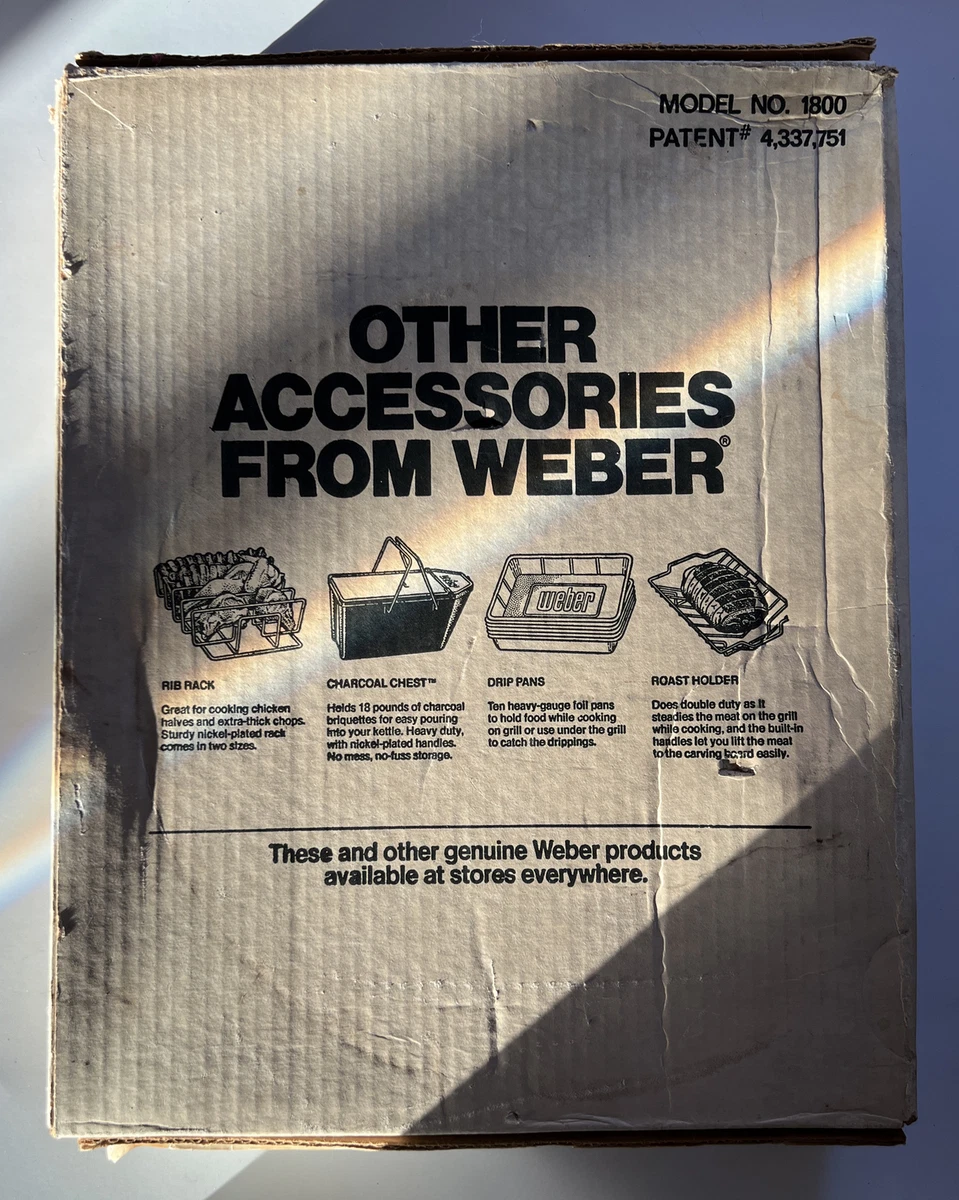 MODEL NO. 1800
PATENT# 4,337,751
OTHER
ACCESSORIES
FROM WEBER®
weber
RIB RACK
Great for cooking chicken
halves and extra-thick chops.
Sturdy nickel-plated rack
comes in two sizes.
CHARCOAL CHEST™
Holds 18 pounds of charcoal
briquettes for easy pouring
into your kettle. Heavy duty,
with nickel-plated handles.
No mess, no-fuss storage.
DRIP PANS
Ten heavy-gauge foil pans
to hold food while cooking
on grill or use under the grill
to catch the drippings.
ROAST HOLDER
Does double duty as it
steadies the meat on the grill
while cooking, and the built-in
handles let you lift the meat
to the carving board easily.
These and other genuine Weber products
available at stores everywhere.